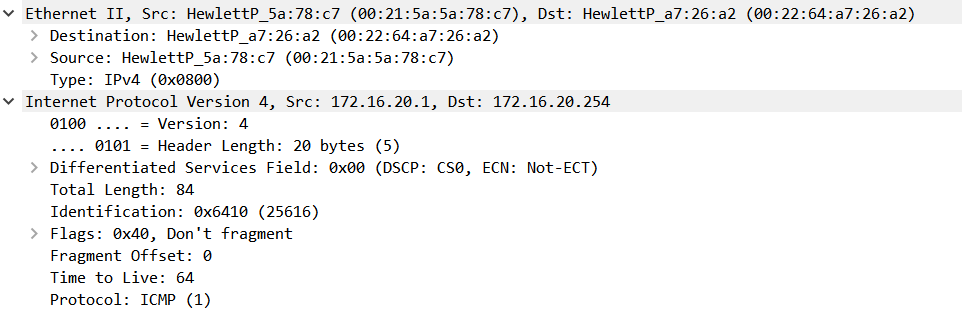 Ethernet II, Src: HewlettP_5a:78:c7 (00:21:5a:5a:78:c7), Dst: HewlettP_a7:26:a2 (00:22:64:a7:26:a2)
Destination: HewlettP_a7:26:a2 (00:22:64:a7:26:a2)
Source: HewlettP_5a:78:c7 (00:21:5a:5a:78:c7)
Type: IPv4 (0x0800)
Internet Protocol Version 4, Src: 172.16.20.1, Dst: 172.16.20.254
0100 .... = Version: 4
.... 0101 = Header Length: 20 bytes (5)
Differentiated Services Field: 0x00 (DSCP: CS0, ECN: Not-ECT)
Total Length: 84
Identification: 0x6410 (25616)
Flags: 0x40, Don't fragment
Fragment Offset: 0
Time to Live: 64
Protocol: ICMP (1)